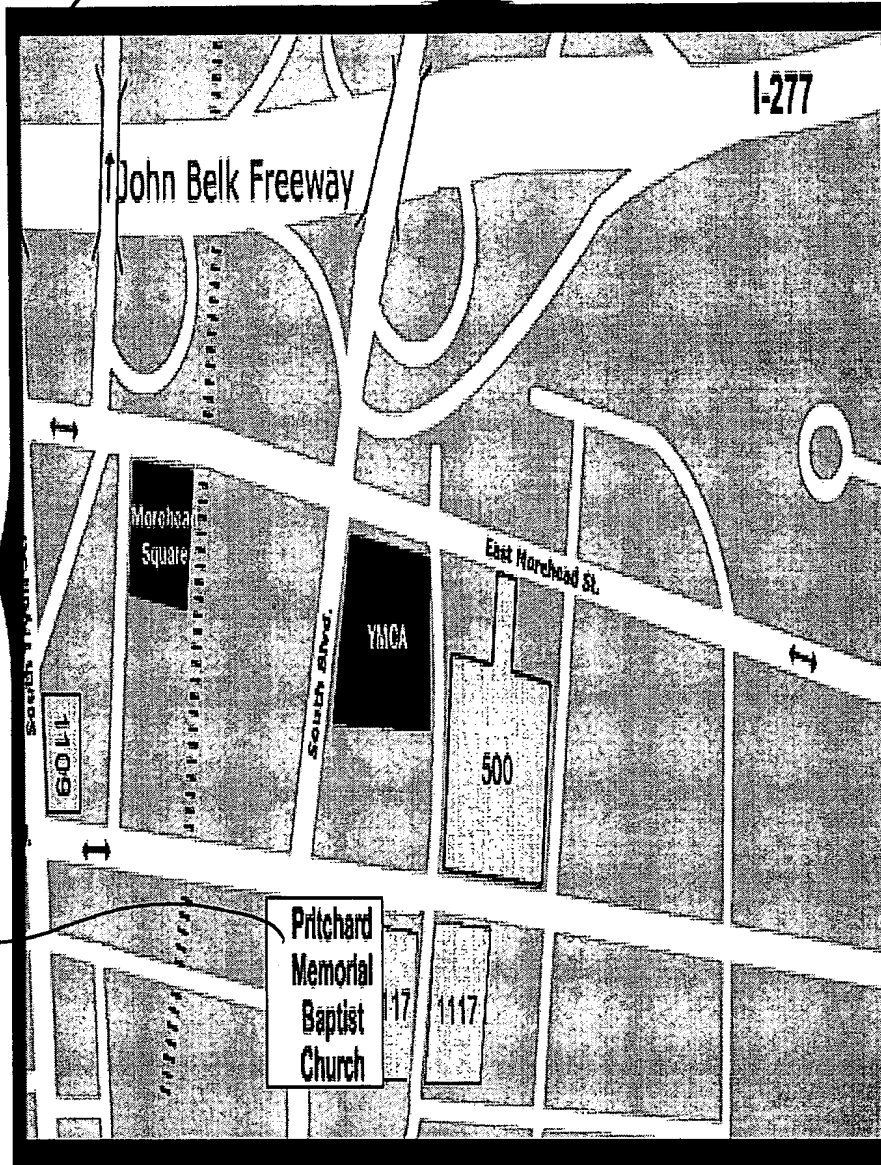 I-277
John Belk Freeway
Morehead
Square
East Morehead St.
YMCA
South Blvd.
1109
500
Pritchard
Memorial
Baptist
Church
117
1117